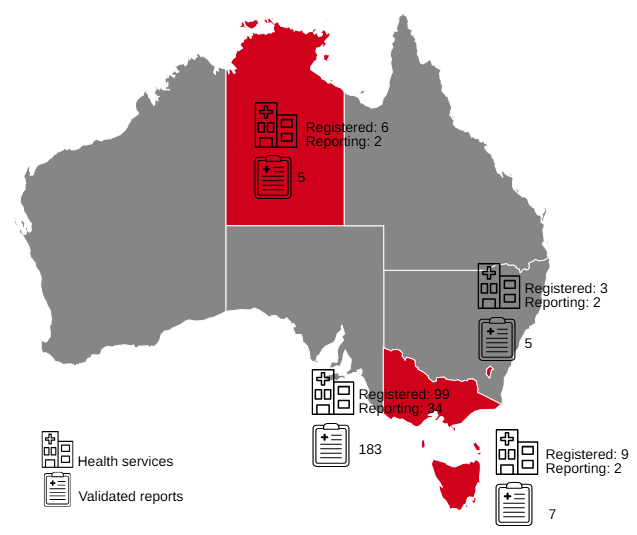 Registered: 6
Reporting: 2
5
Registered: 3
Reporting: 2
5
Registered: 99
Reporting: 34
183
Registered: 9
Reporting: 2
7
Health services
Validated reports